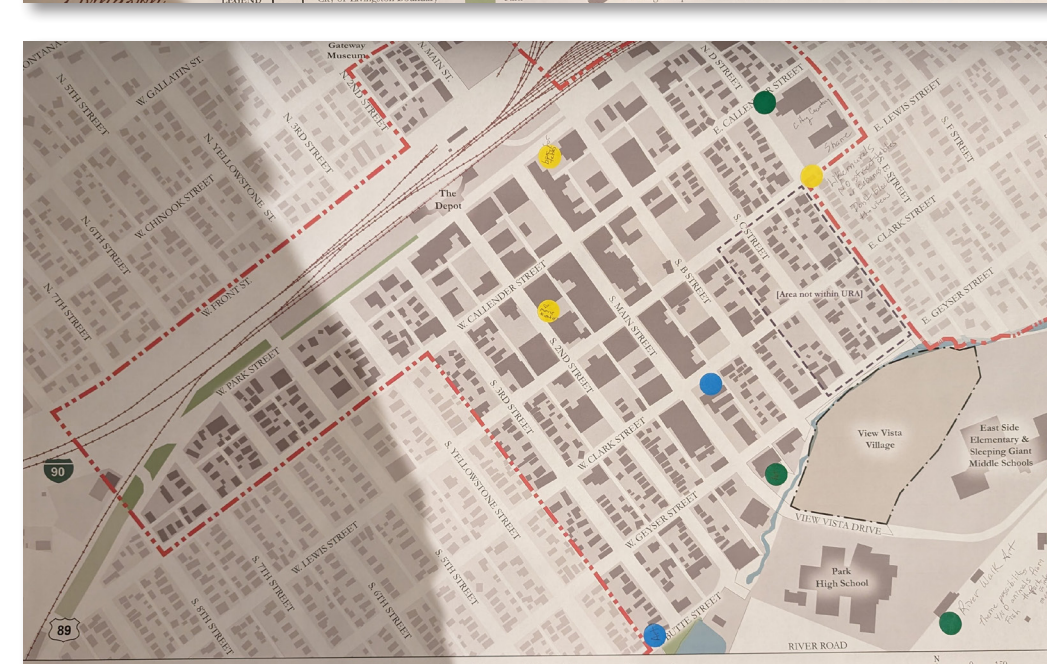 LEGEND
Gateway
Museum
N. MAIN ST.
N. 2ND STREET
N. D STREET
W. GALLATIN ST.
N. 5TH STREET
N. 3RD STREET
E. CALLENDER STREET
E. LEWIS STREET
S. F STREET
N. YELLOWSTONE ST.
W. CHINOOK STREET
The
Depot
S. E STREET
N. 6TH STREET
S. C STREET
E. CLARK STREET
N. 7TH STREET
W. FRONT ST.
W. CALLENDER STREET
S. B STREET
[Area not within URA]
E. GEYSER STREET
S. MAIN STREET
W. PARK STREET
S. 2ND STREET
S. 3RD STREET
W. CLARK STREET
View Vista
Village
East Side
Elementary &
Sleeping Giant
Middle Schools
90
S. YELLOWSTONE STREET
W. GEYSER STREET
VIEW VISTA DRIVE
W. LEWIS STREET
S. 5TH STREET
S. 7TH STREET
S. 6TH STREET
S. 8TH STREET
Park
High School
River Walk Art
BUTTE STREET
89
RIVER ROAD
N